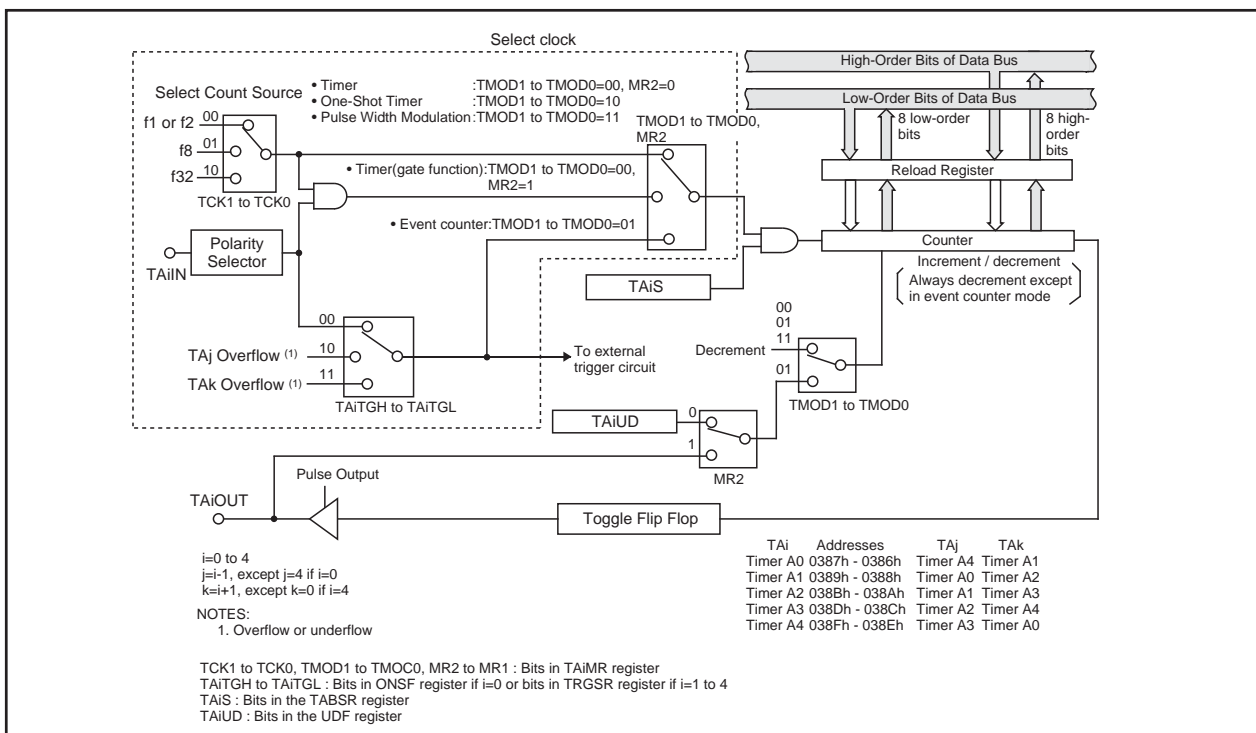 Select clock
Select Count Source
• Timer :TMOD1 to TMOD0=00, MR2=0
• One-Shot Timer :TMOD1 to TMOD0=10
• Pulse Width Modulation:TMOD1 to TMOD0=11
f1 or f2
00
f8
01
f32
10
TCK1 to TCK0
TMOD1 to TMOD0,
MR2
• Timer(gate function):TMOD1 to TMOD0=00,
MR2=1
• Event counter:TMOD1 to TMOD0=01
High-Order Bits of Data Bus
Low-Order Bits of Data Bus
8 low-order
bits
8 high-
order
bits
Reload Register
Counter
Increment / decrement
Always decrement except
in event counter mode
TAiIN
Polarity
Selector
TAiS
00
TAj Overflow (1)
10
TAk Overflow (1)
11
TAiTGH to TAiTGL
To external
trigger circuit
00
01
11
Decrement
01
TMOD1 to TMOD0
TAiUD
0
1
MR2
Pulse Output
TAiOUT
Toggle Flip Flop
i=0 to 4
j=i-1, except j=4 if i=0
k=i+1, except k=0 if i=4
NOTES:
1. Overflow or underflow
TAi Addresses TAj TAk
Timer A0 0387h - 0386h Timer A4 Timer A1
Timer A1 0389h - 0388h Timer A0 Timer A2
Timer A2 038Bh - 038Ah Timer A1 Timer A3
Timer A3 038Dh - 038Ch Timer A2 Timer A4
Timer A4 038Fh - 038Eh Timer A3 Timer A0
TCK1 to TCK0, TMOD1 to TMOC0, MR2 to MR1 : Bits in TAiMR register
TAiTGH to TAiTGL : Bits in ONSF register if i=0 or bits in TRGSR register if i=1 to 4
TAiS : Bits in the TABSR register
TAiUD : Bits in the UDF register